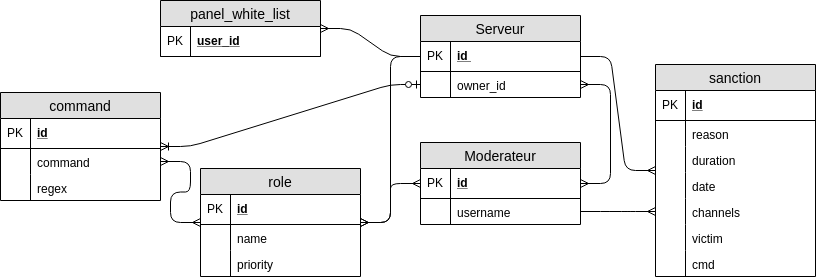 panel_white_list
PK user_id
Serveur
PK id
owner_id
sanction
PK id
reason
duration
date
channels
victim
cmd
command
PK id
command
regex
Moderateur
PK id
username
role
PK id
name
priority